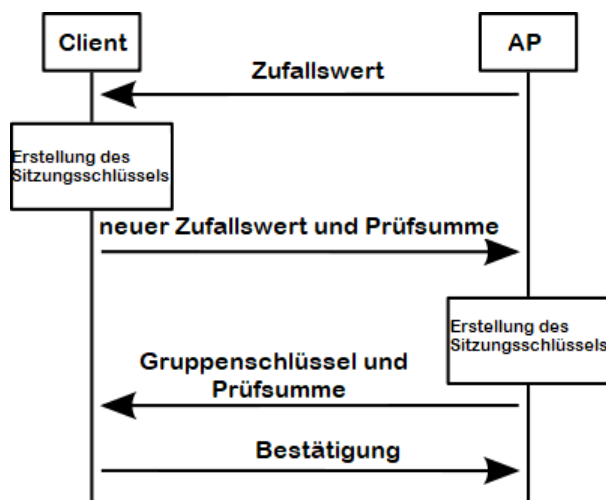 Client
AP
Zufallswert
Erstellung des
Sitzungsschlüssels
neuer Zufallswert und Prüfsumme
Erstellung des
Sitzungsschlüssels
Gruppenschlüssel und
Prüfsumme
Bestätigung